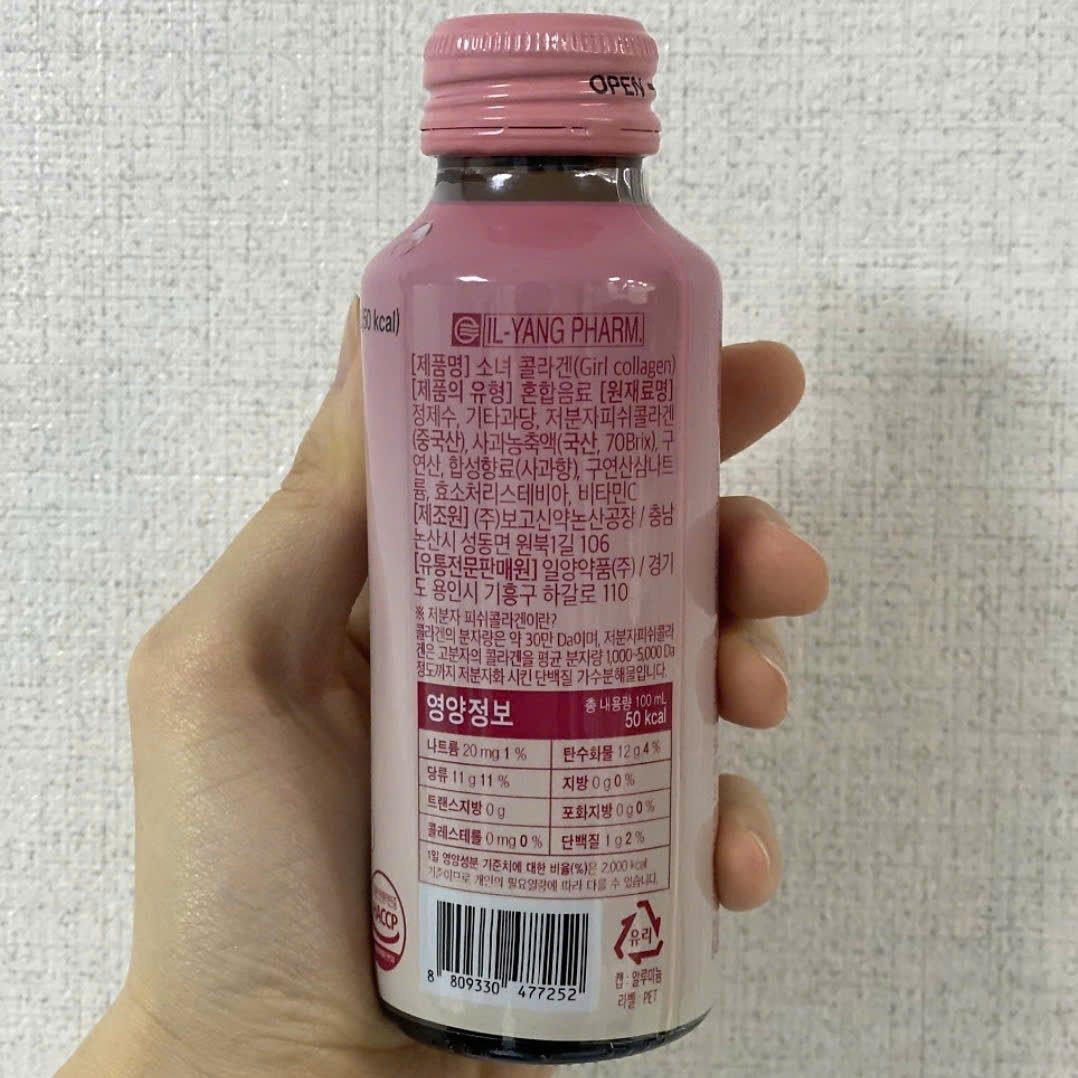 OPEN
50 kcal)
IL-YANG PHARM.
[제품명] 소녀 콜라겐(Girl collagen)
[제품의 유형] 혼합음료 [원재료명]
정제수, 기타과당, 저분자피쉬콜라겐
(중국산), 사과농축액(국산, 70Brix), 구
연산, 합성향료(사과향), 구연산삼나트
륨, 효소처리스테비아, 비타민C
[제조원] (주)보고신약논산공장 / 충남
논산시 성동면 원북1길 106
[유통전문판매원] 일양약품(주) / 경기
도 용인시 기흥구 하갈로 110
※ 저분자 피쉬콜라겐이란?
콜라겐의 분자량은 약 30만 Da이며, 저분자피쉬콜라
겐은 고분자의 콜라겐을 평균 분자량 1,000~5,000 Da
정도까지 저분자화 시킨 단백질 가수분해물입니다.
영양정보
총 내용량 100 mL
50 kcal
나트륨 20 mg 1 %
탄수화물 12 g 4 %
당류 11 g 11 %
지방 0 g 0 %
트랜스지방 0 g
포화지방 0 g 0 %
콜레스테롤 0 mg 0 %
단백질 1 g 2 %
1일 영양성분 기준치에 대한 비율(%)은 2,000 kcal
기준이므로 개인의 필요열량에 따라 다를 수 있습니다.
HACCP
8 809330 477252
유리
캡 : 알루미늄
라벨 : PET